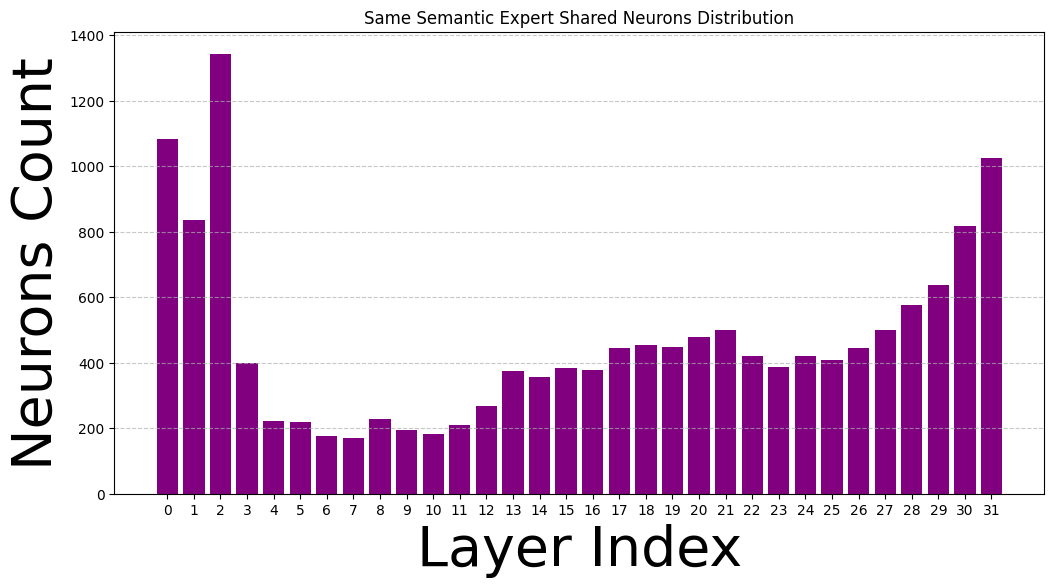 Same Semantic Expert Shared Neurons Distribution
Neurons Count
1400
1200
1000
800
600
400
200
0
0 1 2 3 4 5 6 7 8 9 10 11 12 13 14 15 16 17 18 19 20 21 22 23 24 25 26 27 28 29 30 31
Layer Index